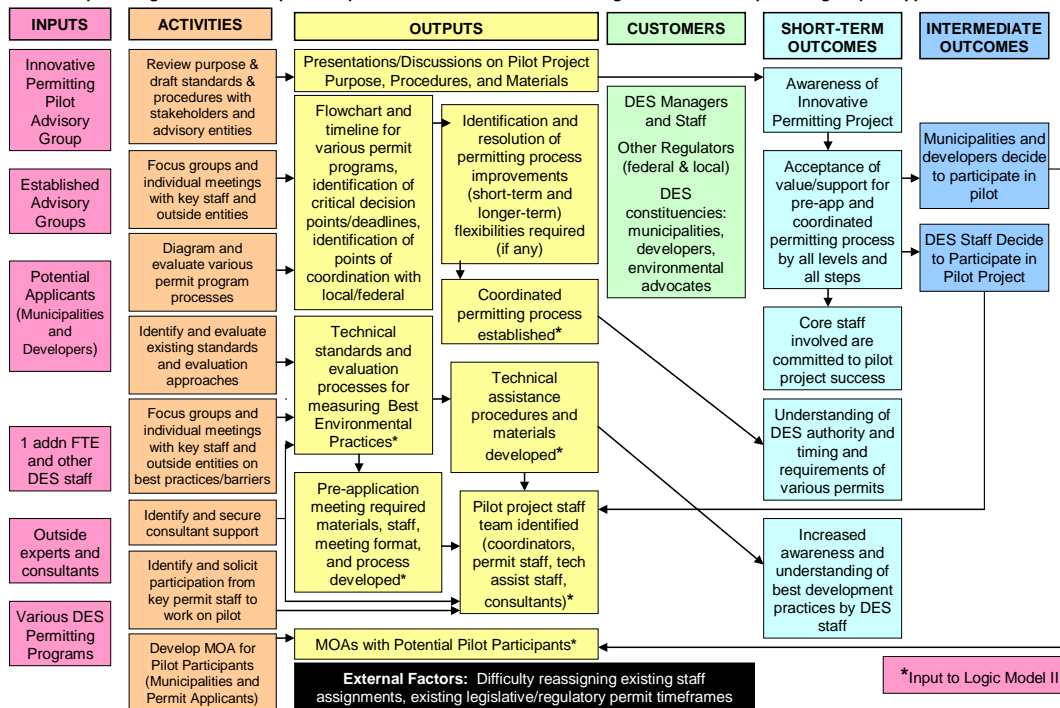 INPUTS
ACTIVITIES
OUTPUTS
CUSTOMERS
SHORT-TERM
OUTCOMES
INTERMEDIATE
OUTCOMES
Innovative
Permitting
Pilot
Advisory
Group
Established
Advisory
Groups
Potential
Applicants
(Municipalities
and
Developers)
1 addn FTE
and other
DES staff
Outside
experts and
consultants
Various DES
Permitting
Programs
Review purpose &
draft standards &
procedures with
stakeholders and
advisory entities
Focus groups and
individual meetings
with key staff and
outside entities
Diagram and
evaluate various
permit program
processes
Identify and evaluate
existing standards
and evaluation
approaches
Focus groups and
individual meetings
with key staff and
outside entities on
best practices/barriers
Identify and secure
consultant support
Identify and solicit
participation from
key permit staff to
work on pilot
Develop MOA for
Pilot Participants
(Municipalities and
Permit Applicants)
Presentations/Discussions on Pilot Project
Purpose, Procedures, and Materials
Flowchart and
timeline for
various permit
programs,
identification of
critical decision
points/deadlines,
identification of
points of
coordination with
local/federal
Identification and
resolution of
permitting process
improvements
(short-term and
longer-term)
flexibilities required
(if any)
Coordinated
permitting process
established*
Technical
standards and
evaluation
processes for
measuring Best
Environmental
Practices*
Technical
assistance
procedures and
materials
developed*
Pre-application
meeting required
materials, staff,
meeting format,
and process
developed*
Pilot project staff
team identified
(coordinators,
permit staff, tech
assist staff,
consultants)*
MOAs with Potential Pilot Participants*
External Factors: Difficulty reassigning existing staff
assignments, existing legislative/regulatory permit timeframes
DES Managers
and Staff
Other Regulators
(federal & local)
DES
constituencies:
municipalities,
developers,
environmental
advocates
Awareness of
Innovative
Permitting Project
Acceptance of
value/support for
pre-app and
coordinated
permitting process
by all levels and
all steps
Core staff
involved are
committed to pilot
project success
Understanding of
DES authority and
timing and
requirements of
various permits
Increased
awareness and
understanding of
best development
practices by DES
staff
Municipalities and
developers decide
to participate in
pilot
DES Staff Decide
to Participate in
Pilot Project
*Input to Logic Model II